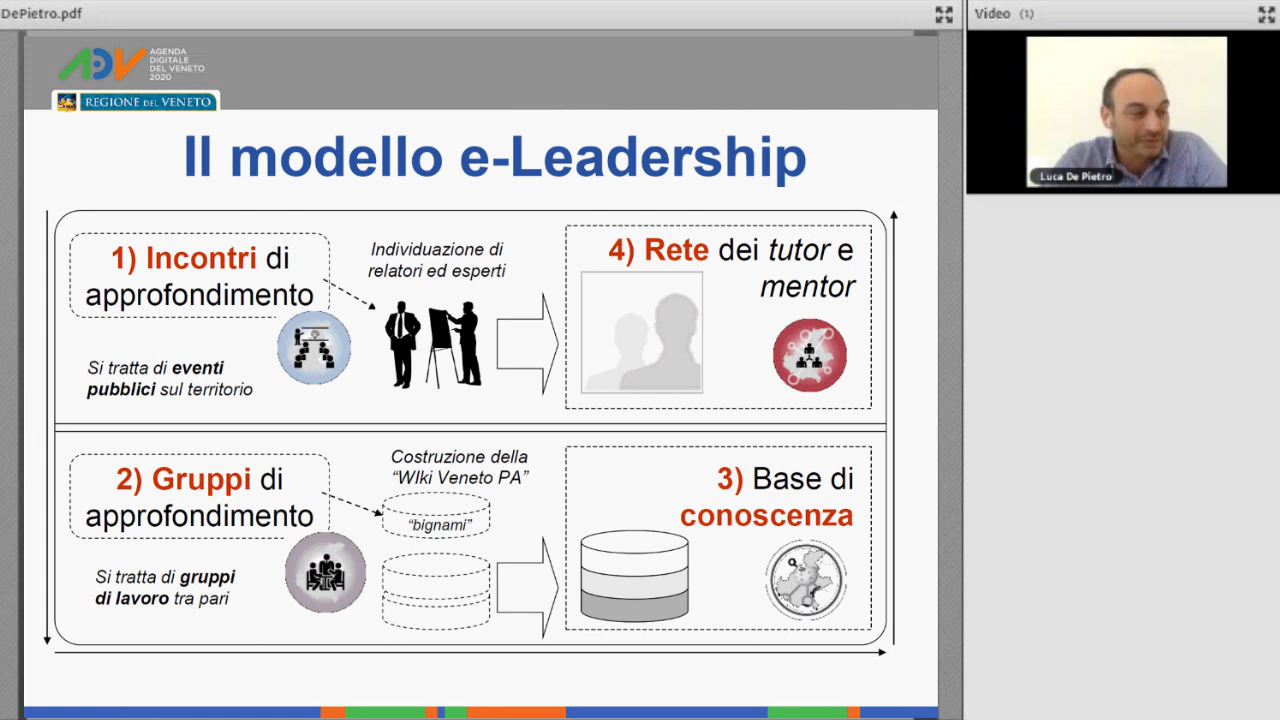 DePietro.pdf
Video (1)
AGENDA
DIGITALE
DEL VENETO
2020
REGIONE DEL VENETO
Luca De Pietro
Il modello e-Leadership
1) Incontri di
approfondimento
Individuazione di
relatori ed esperti
4) Rete dei tutor e
mentor
Si tratta di eventi
pubblici sul territorio
2) Gruppi di
approfondimento
Costruzione della
“WIki Veneto PA”
“bignami”
3) Base di
conoscenza
Si tratta di gruppi
di lavoro tra pari